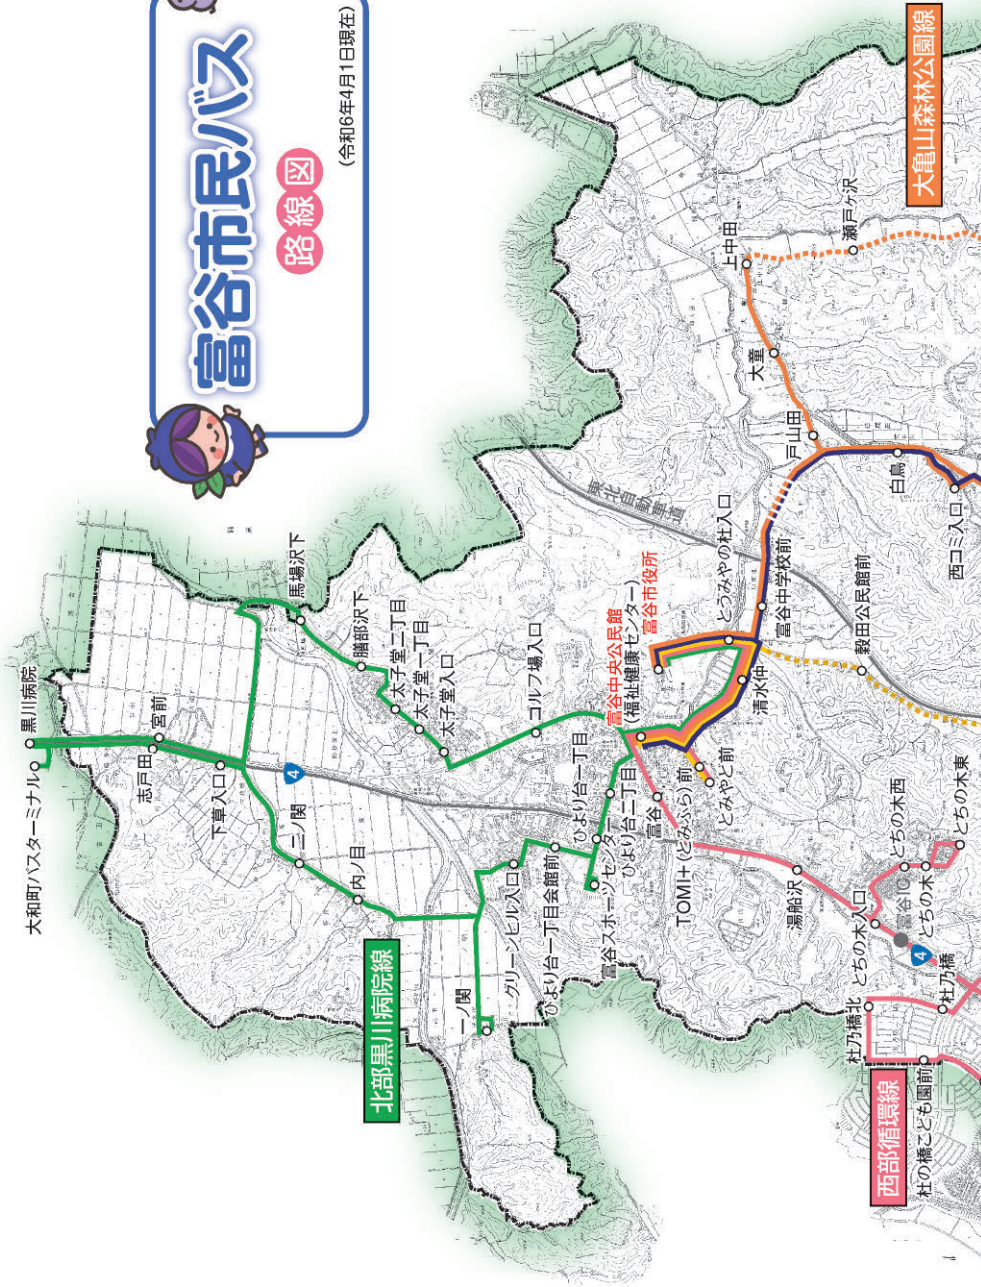 富谷市民バス
路線図
(令和6年4月1日現在)
大亀山森林公園線
北部黒川病院線
西部循環線
大和町バスターミナル
黒川病院
志戸田
宮前
下草入口
二ノ関
内ノ目
一ノ関
馬場沢下
膳部沢下
太子堂二丁目
太子堂一丁目
太子堂入口
ゴルフ場入口
グリーンヒル入口
ひより台一丁目会館前
ひより台一丁目
富谷スポーツセンター
ひより台二丁目
富谷中央公民館
(福祉健康センター)
富谷市役所
富谷
TOMI+(とみぷら)前
とみやど前
清水仲
とうみやの杜入口
富谷中学校前
東北自動車道
穀田公民館前
戸山田
大童
上中田
瀬戸ヶ沢
白鳥
西コミ入口
湯船沢
とちの木入口
富谷IC
とちの木西
とちの木
とちの木東
杜乃橋
杜乃橋北
杜の橋こども園前
4
4